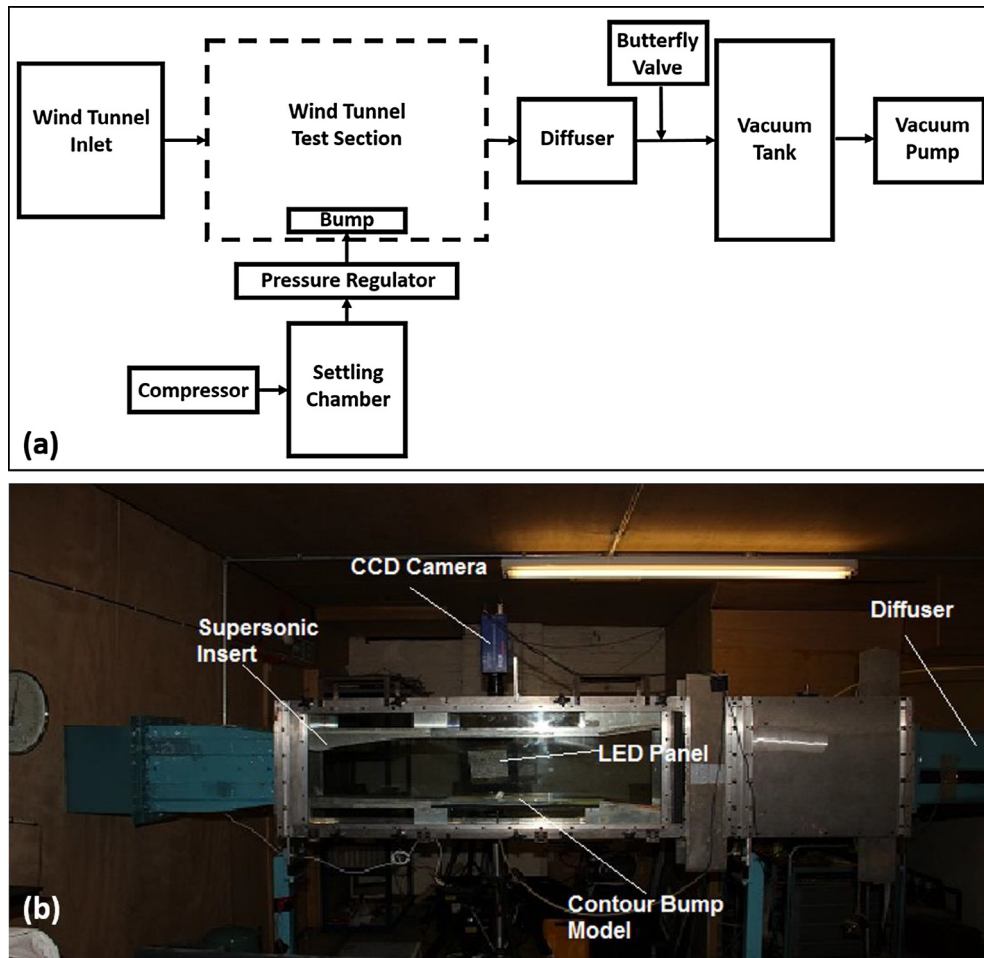 Wind Tunnel
Inlet
Wind Tunnel
Test Section
Bump
Pressure Regulator
Compressor
Settling
Chamber
Diffuser
Butterfly
Valve
Vacuum
Tank
Vacuum
Pump
(a)
CCD Camera
Supersonic
Insert
Diffuser
LED Panel
Contour Bump
Model
(b)